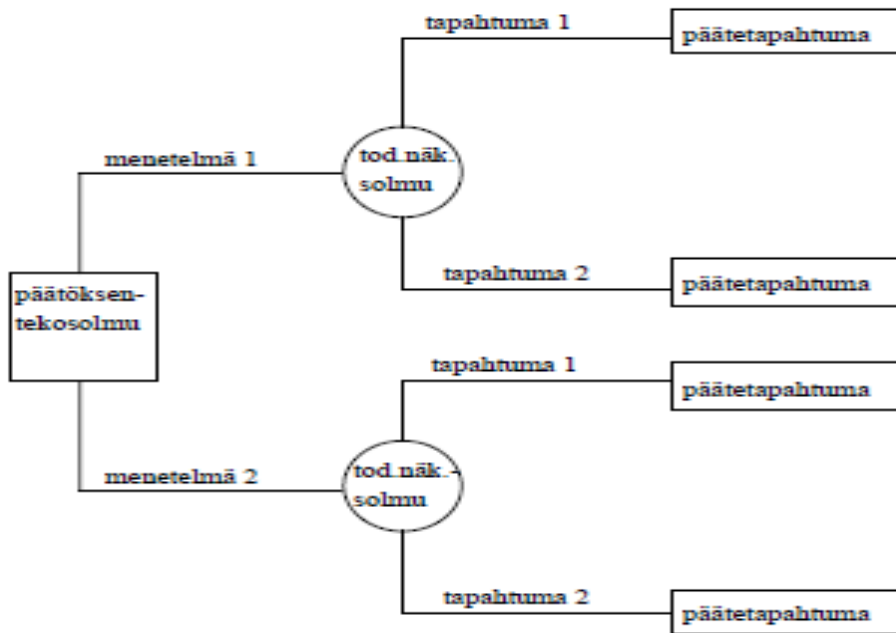 tapahtuma 1
päätetapahtuma
menetelmä 1
tod.näk.-
solmu
tapahtuma 2
päätetapahtuma
päätöksen-
tekosolmu
tapahtuma 1
päätetapahtuma
menetelmä 2
tod.näk.-
solmu
tapahtuma 2
päätetapahtuma